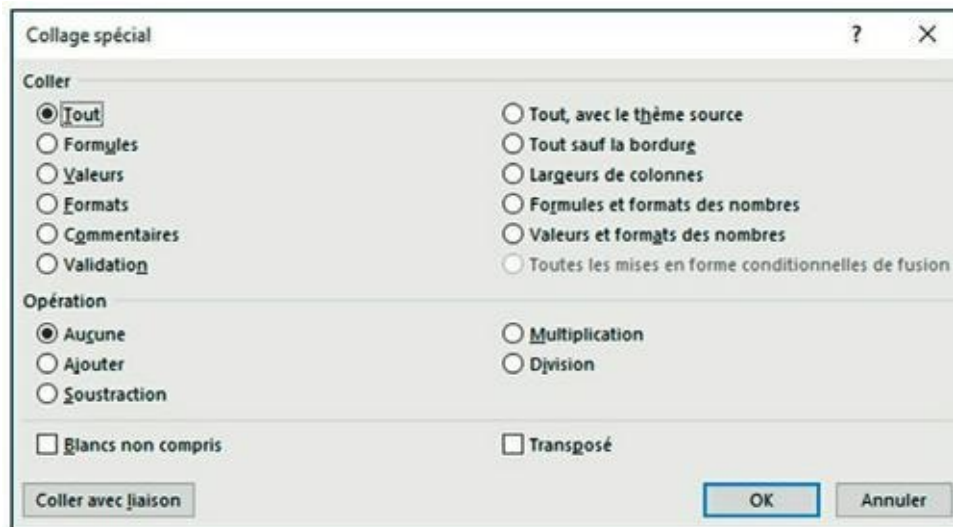 Collage spécial ? X
Coller
Tout
Formules
Valeurs
Formats
Commentaires
Validation
Tout, avec le thème source
Tout sauf la bordure
Largeurs de colonnes
Formules et formats des nombres
Valeurs et formats des nombres
Toutes les mises en forme conditionnelles de fusion
Opération
Aucune
Ajouter
Soustraction
Multiplication
Division
Blancs non compris
Transposé
Coller avec liaison
OK
Annuler